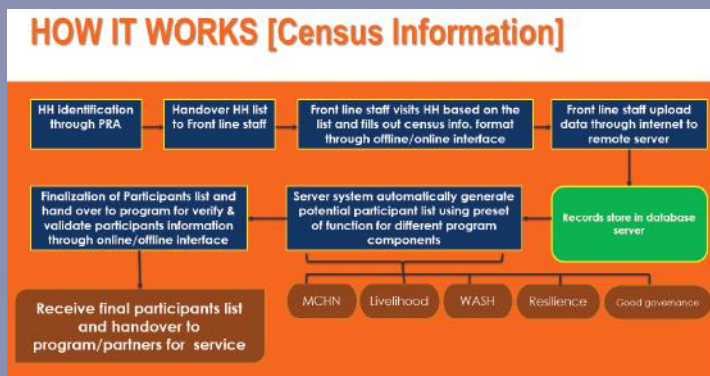 HOW IT WORKS [Census Information]
HH identification
through PRA
Handover HH list
to Front line staff
Front line staff visits HH based on the
list and fills out census info. format
through offline/online interface
Front line staff upload
data through internet to
remote server
Finalization of Participants list and
hand over to program for verify &
validate participants information
through online/offline interface
Server system automatically generate
potential participant list using preset
of function for different program
components
Records store in database
server
MCHN
Livelihood
WASH
Resilience
Good governance
Receive final participants list
and handover to
program/partners for service